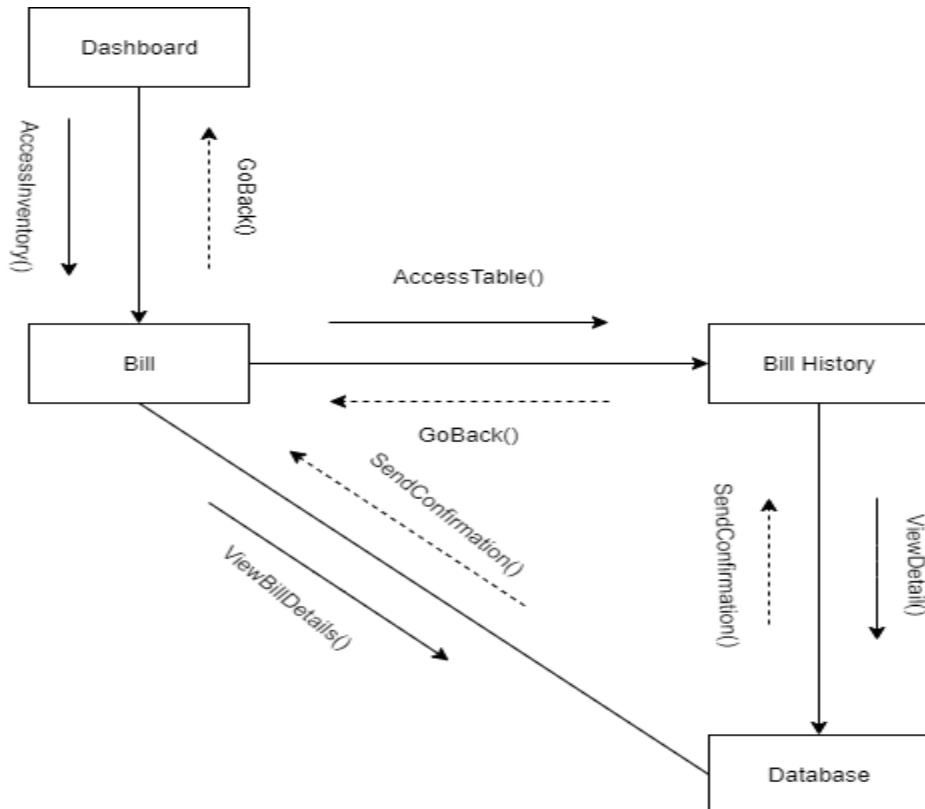 Dashboard
AccessInventory()
GoBack()
AccessTable()
Bill
Bill History
GoBack()
SendConfirmation()
ViewBillDetails()
SendConfirmation()
ViewDetail()
Database